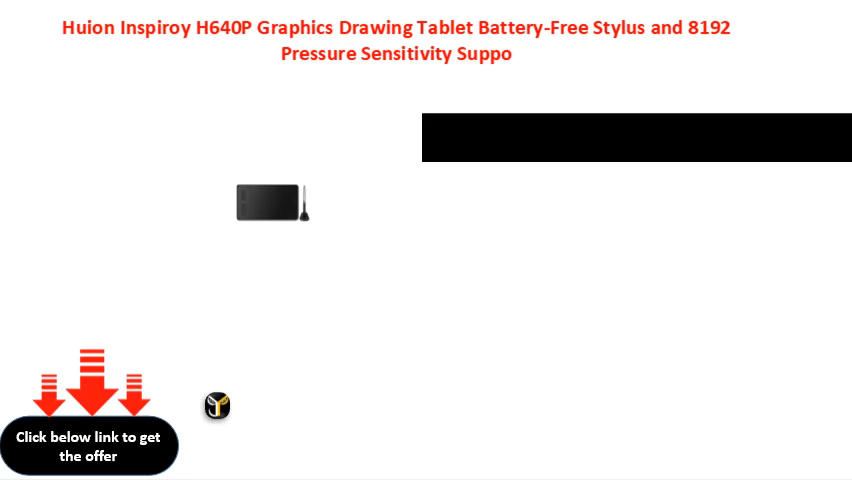 Huion Inspiroy H640P Graphics Drawing Tablet Battery-Free Stylus and 8192
Pressure Sensitivity Suppo
Click below link to get
the offer